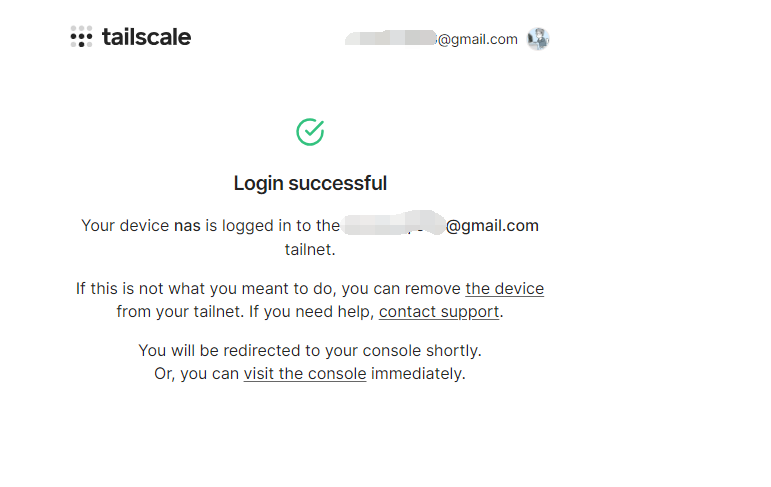 tailscale
@gmail.com
Login successful
Your device nas is logged in to the @gmail.com
tailnet.
If this is not what you meant to do, you can remove the device
from your tailnet. If you need help, contact support.
You will be redirected to your console shortly.
Or, you can visit the console immediately.